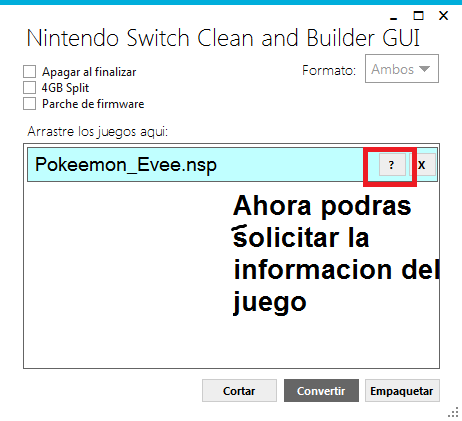 Nintendo Switch Clean and Builder GUI
Apagar al finalizar
4GB Split
Parche de firmware
Formato: Ambos
Arrastre los juegos aqui:
Pokeemon_Evee.nsp ? X
Ahora podras
solicitar la
informacion del
juego
Cortar Convertir Empaquetar